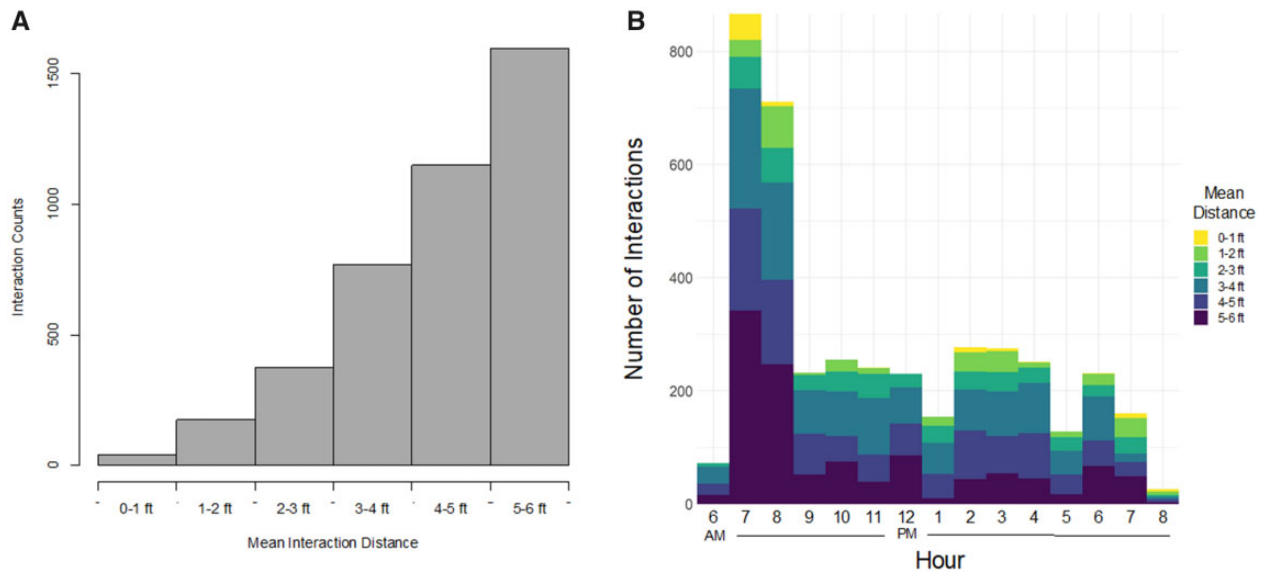 A
Interaction Counts
1500
1000
500
0
0-1 ft 1-2 ft 2-3 ft 3-4 ft 4-5 ft 5-6 ft
Mean Interaction Distance
B
Number of Interactions
800
600
400
200
0
6 7 8 9 10 11 12 1 2 3 4 5 6 7 8
AM PM
Hour
Mean
Distance
0-1 ft
1-2 ft
2-3 ft
3-4 ft
4-5 ft
5-6 ft